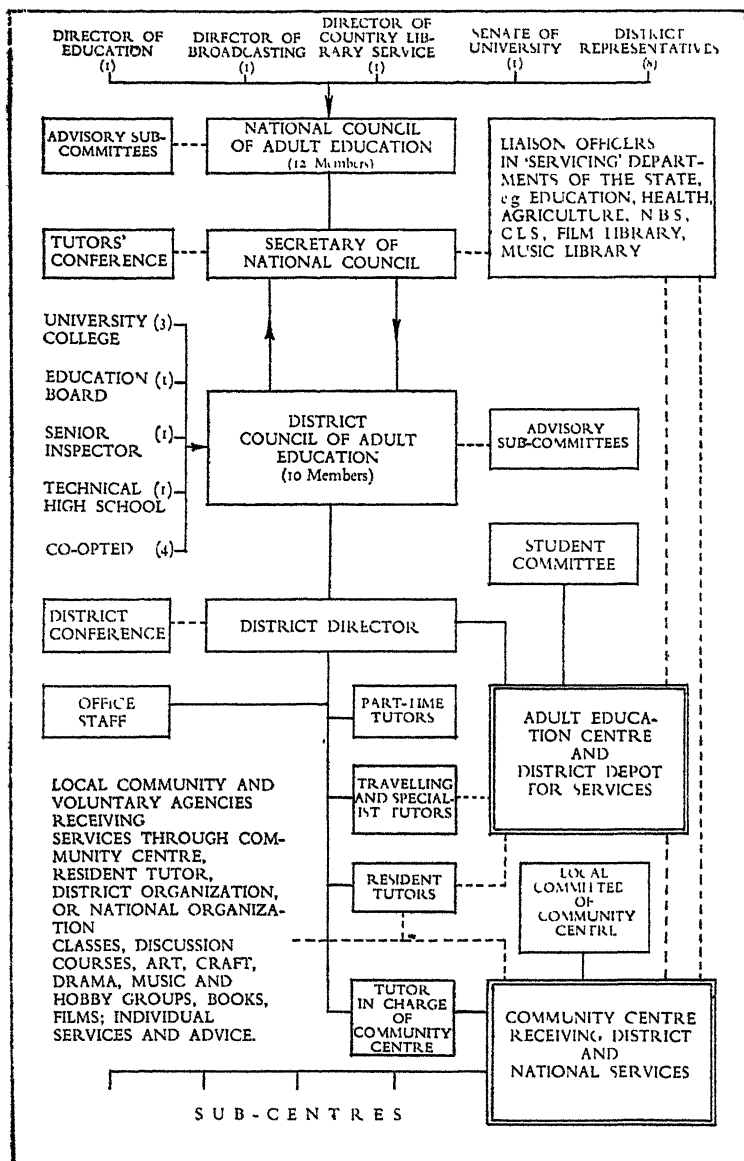 DIRECTOR OF
EDUCATION
(1)
DIRECTOR OF
BROADCASTING
(1)
DIRECTOR OF
COUNTRY LIB-
RARY SERVICE
(1)
SENATE OF
UNIVERSITY
(1)
DISTRICT
REPRESENTATIVES
(8)
ADVISORY SUB-
COMMITTEES
NATIONAL COUNCIL
OF ADULT EDUCATION
(12 Members)
LIAISON OFFICERS
IN 'SERVICING' DEPART-
MENTS OF THE STATE,
eg EDUCATION, HEALTH,
AGRICULTURE, NBS,
CLS, FILM LIBRARY,
MUSIC LIBRARY
TUTORS'
CONFERENCE
SECRETARY OF
NATIONAL COUNCIL
UNIVERSITY (3)
COLLEGE
EDUCATION (1)
BOARD
SENIOR (1)
INSPECTOR
TECHNICAL (1)
HIGH SCHOOL
CO-OPTED (4)
DISTRICT
COUNCIL OF ADULT
EDUCATION
(10 Members)
ADVISORY
SUB-COMMITTEES
STUDENT
COMMITTEE
DISTRICT
CONFERENCE
DISTRICT DIRECTOR
OFFICE
STAFF
PART-TIME
TUTORS
ADULT EDUCA-
TION CENTRE
AND
DISTRICT DEPOT
FOR SERVICES
TRAVELLING
AND SPECIAL-
IST TUTORS
LOCAL COMMUNITY AND
VOLUNTARY AGENCIES
RECEIVING
SERVICES THROUGH COM-
MUNITY CENTRE,
RESIDENT TUTOR,
DISTRICT ORGANIZATION,
OR NATIONAL ORGANIZA-
TION
CLASSES, DISCUSSION
COURSES, ART, CRAFT,
DRAMA, MUSIC AND
HOBBY GROUPS, BOOKS,
FILMS; INDIVIDUAL
SERVICES AND ADVICE.
RESIDENT
TUTORS
LOCAL
COMMITTEE
OF
COMMUNITY
CENTRE
TUTOR
IN CHARGE
OF
COMMUNITY
CENTRE
COMMUNITY CENTRE
RECEIVING DISTRICT
AND
NATIONAL SERVICES
SUB-CENTRES